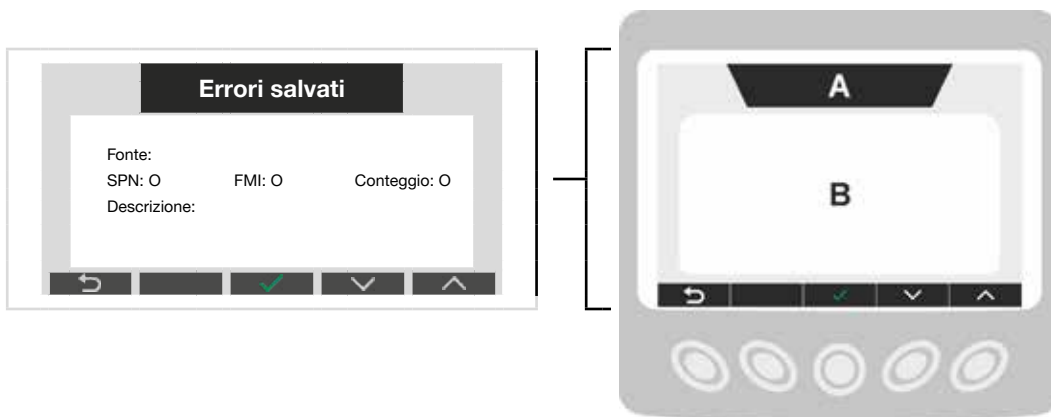 Errori salvati
Fonte:
SPN: O FMI: O Conteggio: O
Descrizione:
A
B